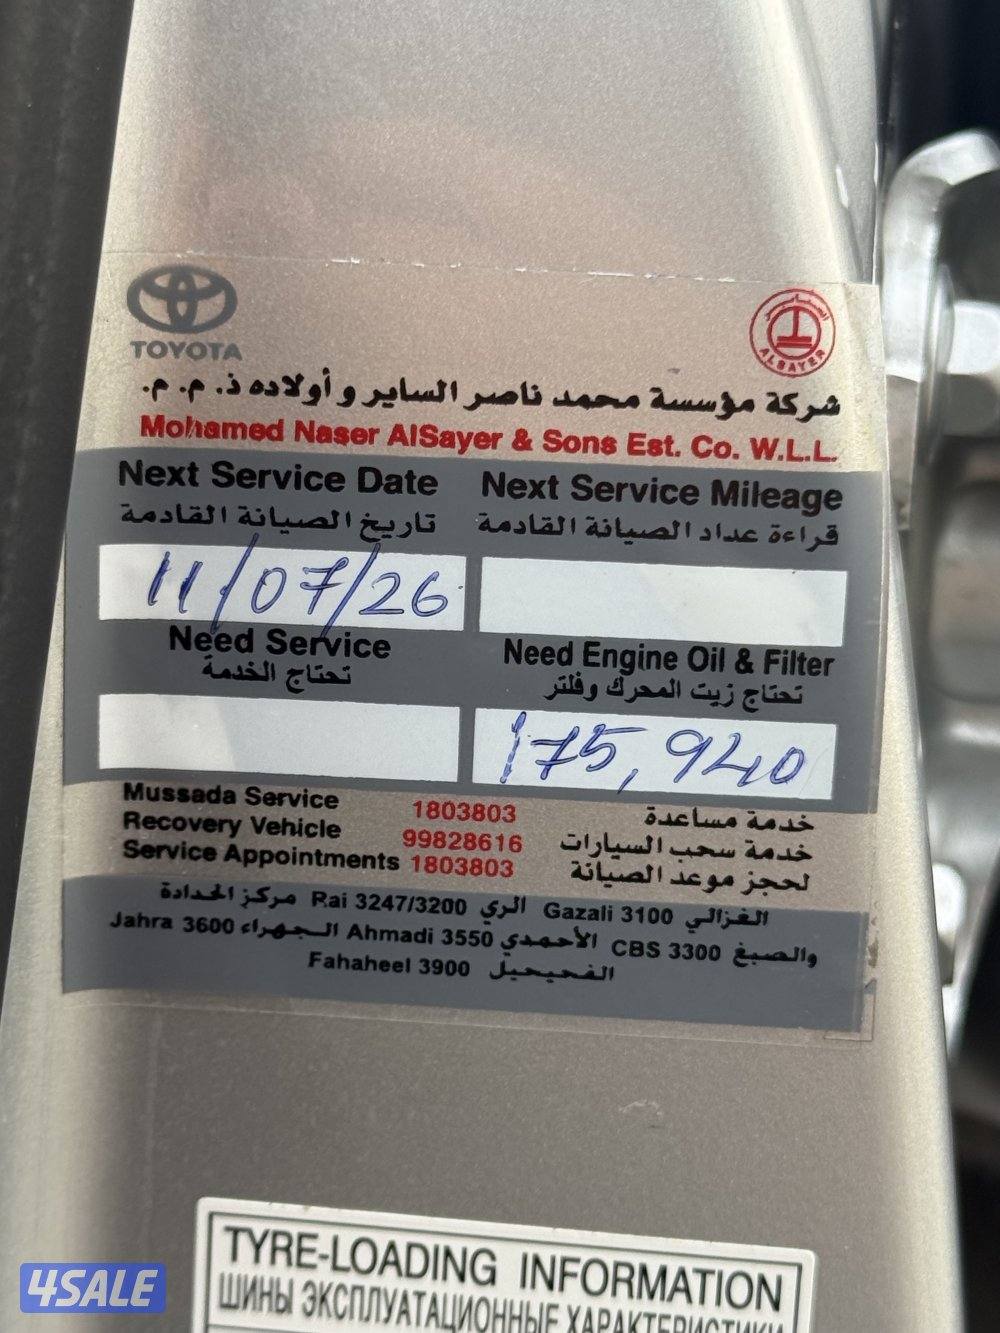 TOYOTA
الساير
ALSAYER
شركة مؤسسة محمد ناصر الساير و أولاده ذ. م. م.
Mohamed Naser AlSayer & Sons Est. Co. W.L.L.
Next Service Date Next Service Mileage
تاريخ الصيانة القادمة قراءة عداد الصيانة القادمة
11/07/26
Need Service Need Engine Oil & Filter
تحتاج الخدمة تحتاج زيت المحرك وفلتر
175,940
Mussada Service 1803803 خدمة مساعدة
Recovery Vehicle 99828616 خدمة سحب السيارات
Service Appointments 1803803 لحجز موعد الصيانة
الغزالي Gazali 3100 الري Rai 3247/3200 مركز الحدادة
والصبغ CBS 3300 الأحمدي Ahmadi 3550 الجهراء Jahra 3600
الفحيحيل Fahaheel 3900
TYRE-LOADING INFORMATION
ШИНЫ ЭКСПЛУАТАЦИОННЫЕ ХАРАКТЕРИСТИКИ
4SALE